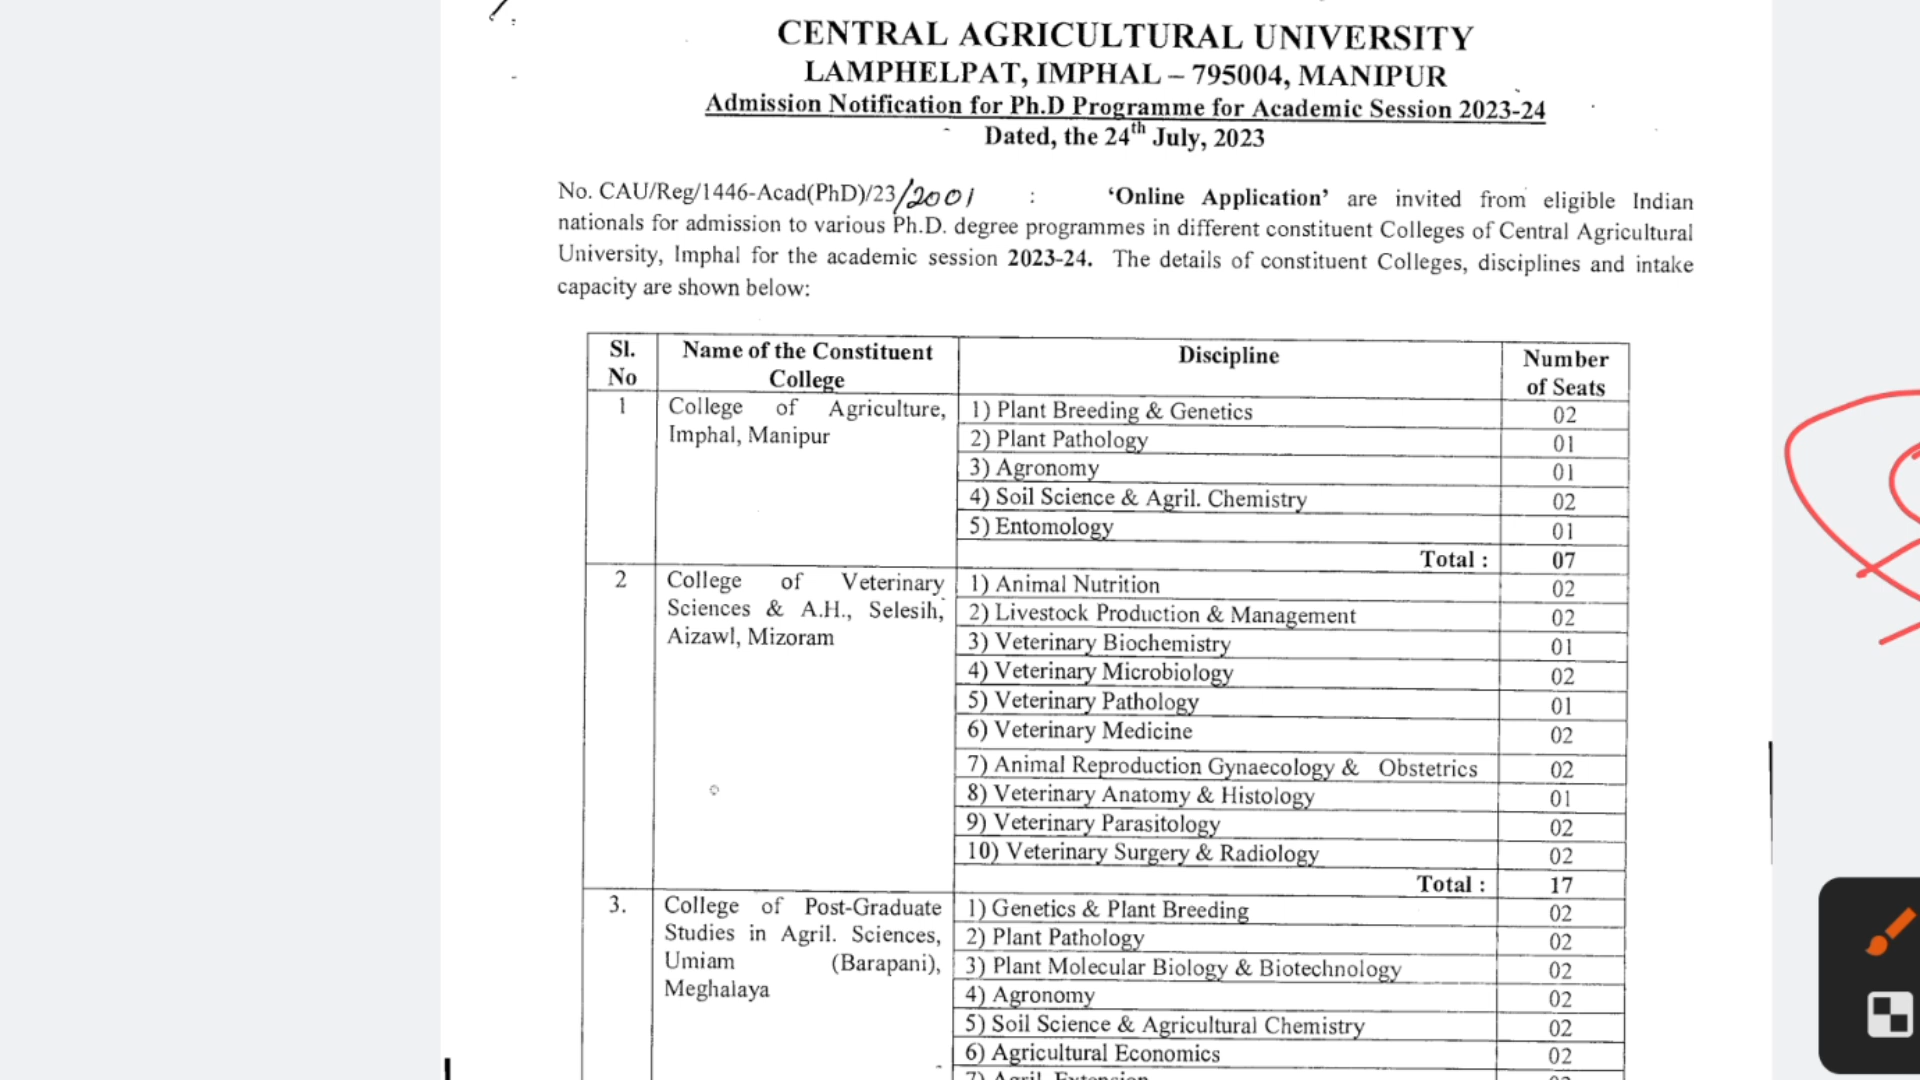 CENTRAL AGRICULTURAL UNIVERSITY
LAMPHELPAT, IMPHAL – 795004, MANIPUR
Admission Notification for Ph.D Programme for Academic Session 2023-24
Dated, the 24th July, 2023
No. CAU/Reg/1446-Acad(PhD)/23/2001 : ‘Online Application’ are invited from eligible Indian
nationals for admission to various Ph.D. degree programmes in different constituent Colleges of Central Agricultural
University, Imphal for the academic session 2023-24. The details of constituent Colleges, disciplines and intake
capacity are shown below:
Sl. No Name of the Constituent College Discipline Number of Seats
1 College of Agriculture, Imphal, Manipur
1) Plant Breeding & Genetics 02
2) Plant Pathology 01
3) Agronomy 01
4) Soil Science & Agril. Chemistry 02
5) Entomology 01
Total : 07
2 College of Veterinary Sciences & A.H., Selesih, Aizawl, Mizoram
1) Animal Nutrition 02
2) Livestock Production & Management 02
3) Veterinary Biochemistry 01
4) Veterinary Microbiology 02
5) Veterinary Pathology 01
6) Veterinary Medicine 02
7) Animal Reproduction Gynaecology & Obstetrics 02
8) Veterinary Anatomy & Histology 01
9) Veterinary Parasitology 02
10) Veterinary Surgery & Radiology 02
Total : 17
3. College of Post-Graduate Studies in Agril. Sciences, Umiam (Barapani), Meghalaya
1) Genetics & Plant Breeding 02
2) Plant Pathology 02
3) Plant Molecular Biology & Biotechnology 02
4) Agronomy 02
5) Soil Science & Agricultural Chemistry 02
6) Agricultural Economics 02
7) Agril. Extension